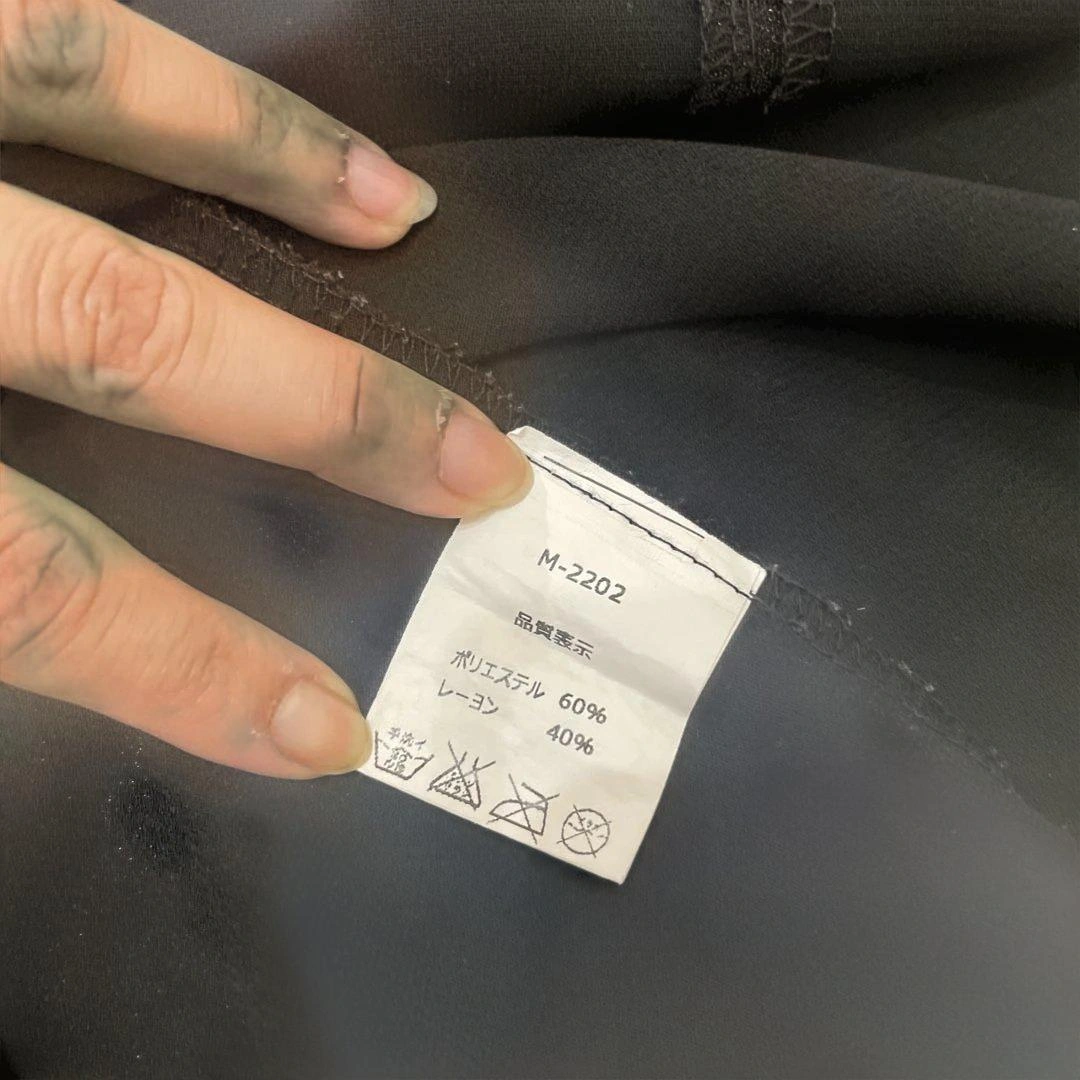 M-2202
品質表示
ポリエステル 60%
レーヨン 40%
手洗イ